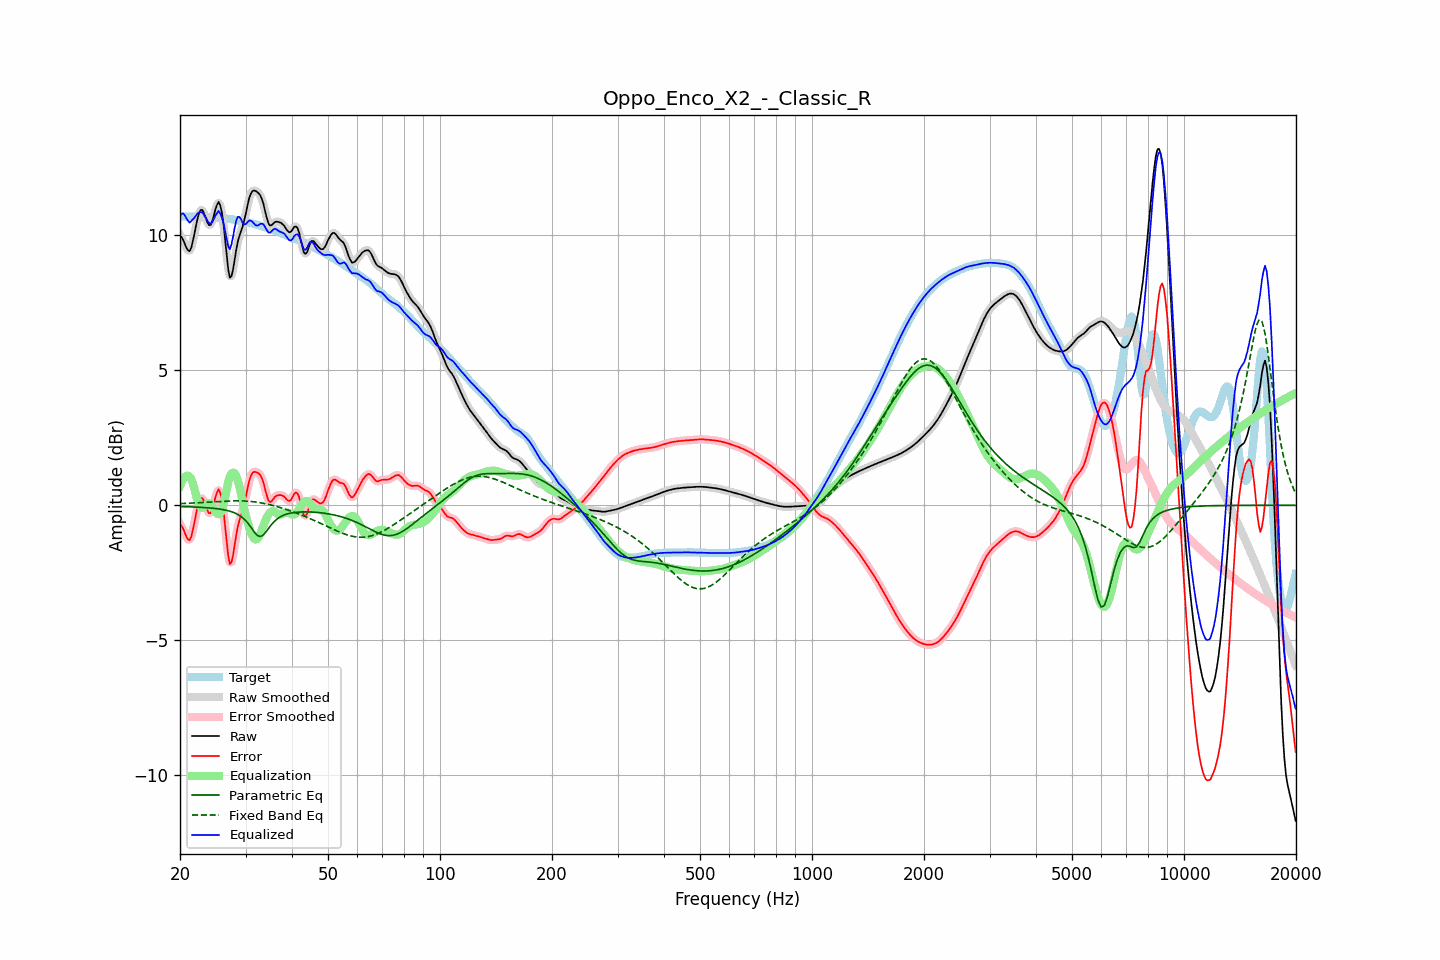 Oppo_Enco_X2_-_Classic_R
Amplitude (dBr)
10
5
0
−5
−10
Target
Raw Smoothed
Error Smoothed
Raw
Error
Equalization
Parametric Eq
Fixed Band Eq
Equalized
20 50 100 200 500 1000 2000 5000 10000 20000
Frequency (Hz)